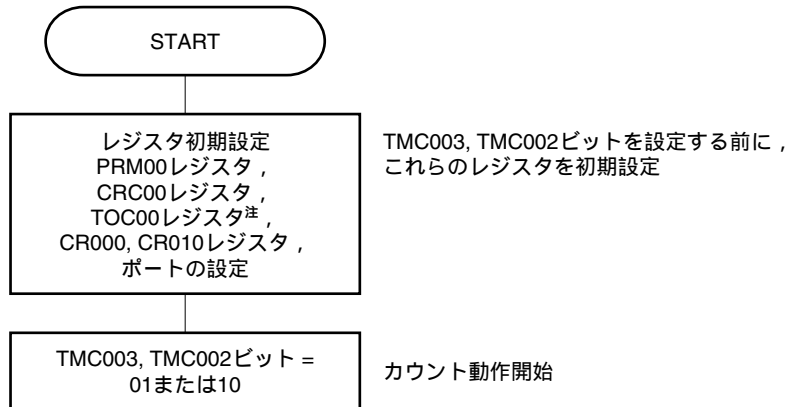 START
レジスタ初期設定
PRM00レジスタ，
CRC00レジスタ，
TOC00レジスタ注，
CR000, CR010レジスタ，
ポートの設定
TMC003, TMC002ビットを設定する前に，
これらのレジスタを初期設定
TMC003, TMC002ビット =
01または10
カウント動作開始